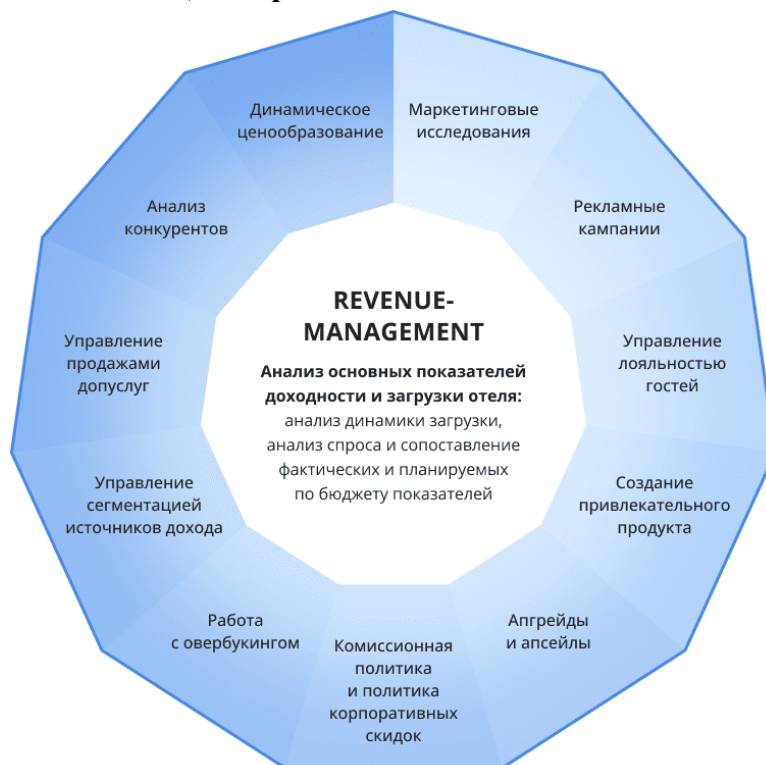 Динамическое
ценообразование
Маркетинговые
исследования
Рекламные
кампании
Управление
лояльностью
гостей
Создание
привлекательного
продукта
Апгрейды
и апсейлы
Комиссионная
политика
и политика
корпоративных
скидок
Работа
с овербукингом
Управление
сегментацией
источников дохода
Управление
продажами
допуслуг
Анализ
конкурентов
REVENUE-
MANAGEMENT
Анализ основных показателей
доходности и загрузки отеля:
анализ динамики загрузки,
анализ спроса и сопоставление
фактических и планируемых
по бюджету показателей